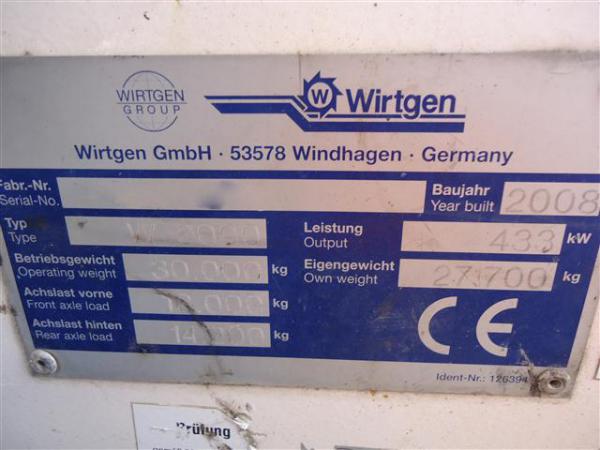 WIRTGEN
GROUP
W Wirtgen
Wirtgen GmbH · 53578 Windhagen · Germany
Fabr.-Nr.
Serial-No.
Baujahr
Year built 2008
Typ
Type
Leistung
Output 433 kW
Betriebsgewicht
Operating weight 30.000 kg
Eigengewicht
Own weight 27.700 kg
Achslast vorne
Front axle load kg
Achslast hinten
Rear axle load kg
CE
Ident-Nr.: 126394
Prüfung